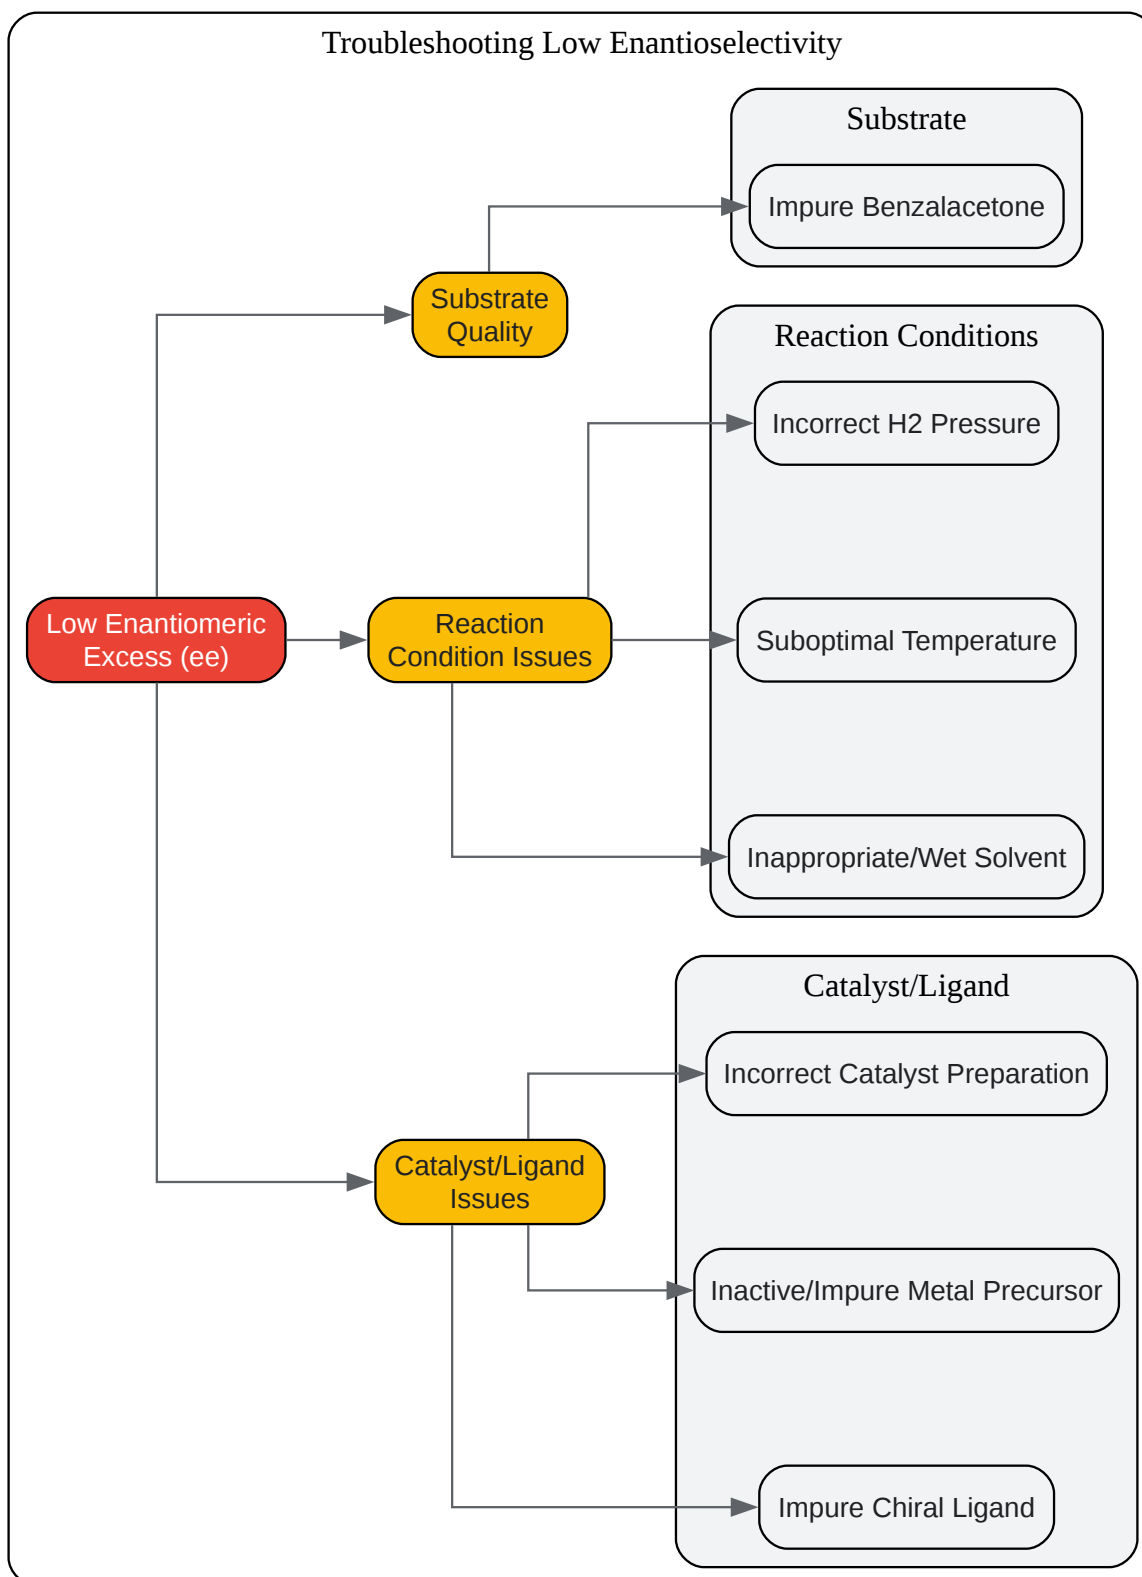 Troubleshooting Low Enantioselectivity
Substrate
Impure Benzalacetone
Substrate
Quality
Reaction Conditions
Incorrect H2 Pressure
Low Enantiomeric
Excess (ee)
Reaction
Condition Issues
Suboptimal Temperature
Inappropriate/Wet Solvent
Catalyst/Ligand
Incorrect Catalyst Preparation
Catalyst/Ligand
Issues
Inactive/Impure Metal Precursor
Impure Chiral Ligand